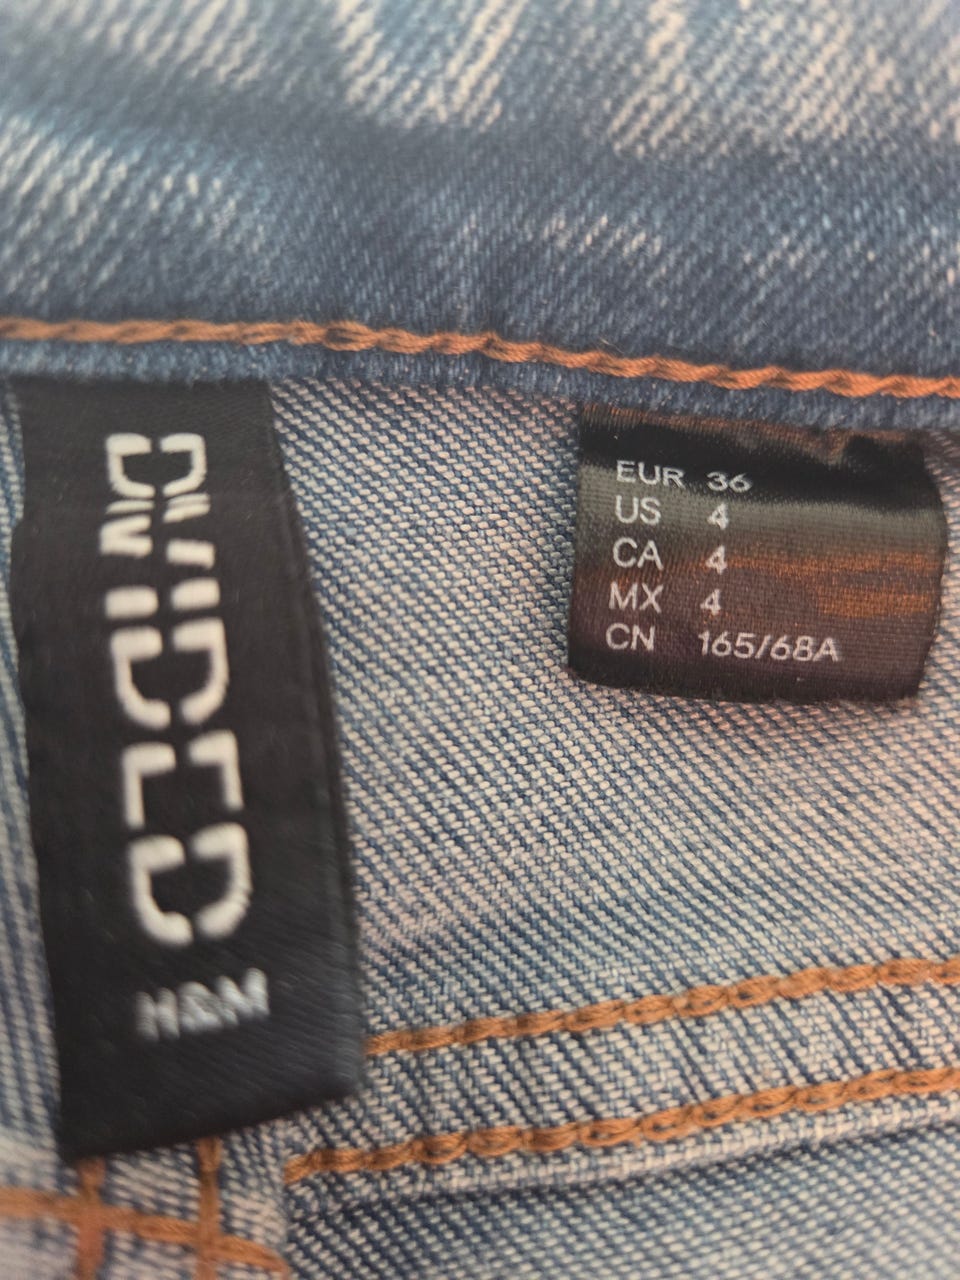 DIVIDED
H&M
EUR 36
US 4
CA 4
MX 4
CN 165/68A